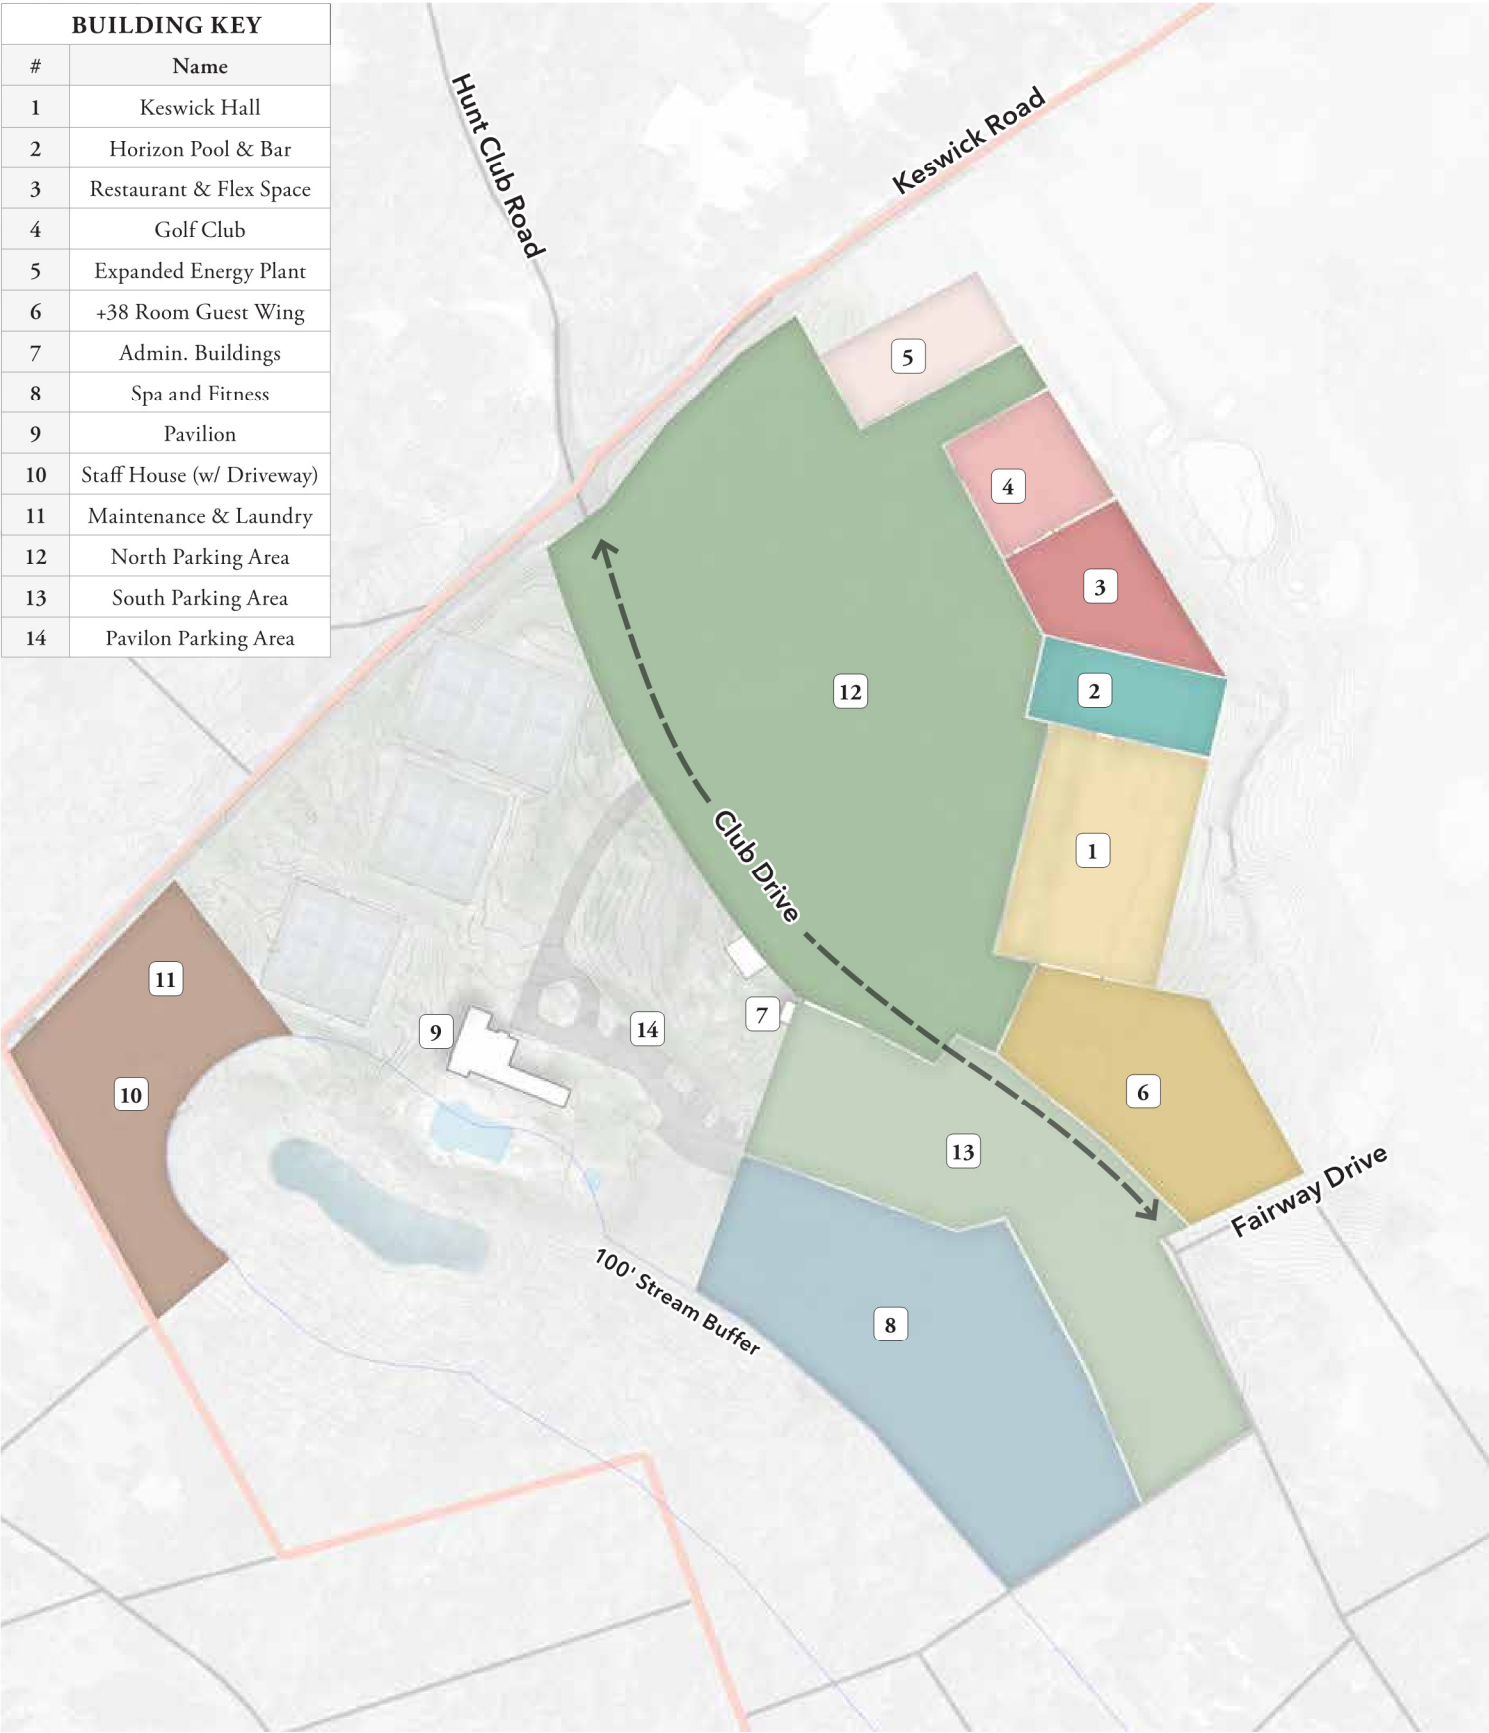 BUILDING KEY
# Name
1 Keswick Hall
2 Horizon Pool & Bar
3 Restaurant & Flex Space
4 Golf Club
5 Expanded Energy Plant
6 +38 Room Guest Wing
7 Admin. Buildings
8 Spa and Fitness
9 Pavilion
10 Staff House (w/ Driveway)
11 Maintenance & Laundry
12 North Parking Area
13 South Parking Area
14 Pavilon Parking Area
Hunt Club Road
Keswick Road
5
4
3
12
2
1
Club Drive
11
7
9
14
10
6
13
Fairway Drive
100' Stream Buffer
8